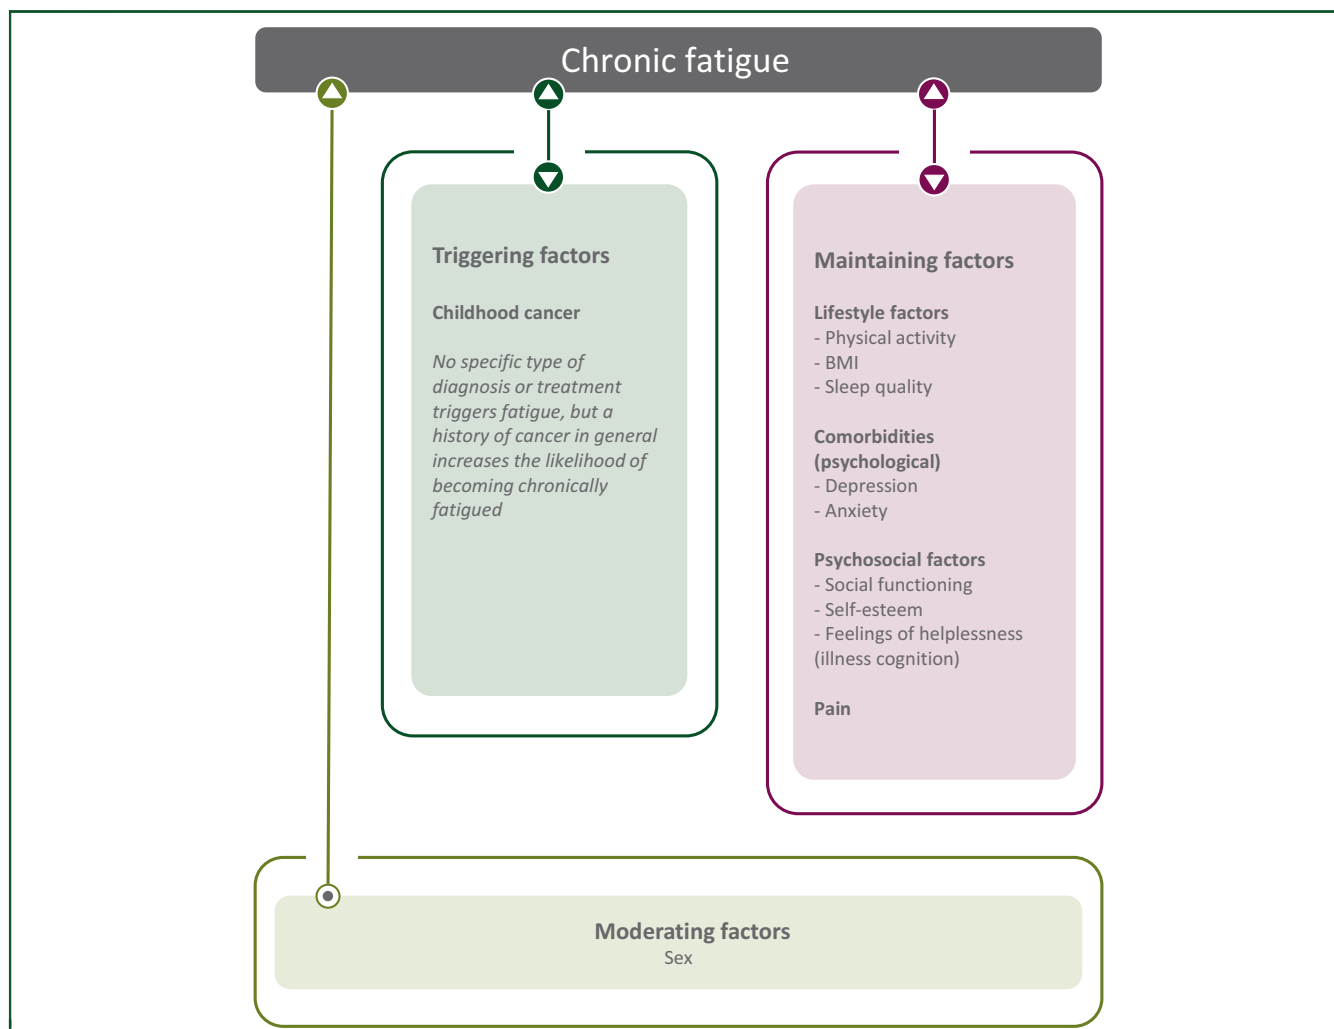 Chronic fatigue
Triggering factors
Childhood cancer
No specific type of
diagnosis or treatment
triggers fatigue, but a
history of cancer in general
increases the likelihood of
becoming chronically
fatigued
Maintaining factors
Lifestyle factors
- Physical activity
- BMI
- Sleep quality
Comorbidities
(psychological)
- Depression
- Anxiety
Psychosocial factors
- Social functioning
- Self-esteem
- Feelings of helplessness
(illness cognition)
Pain
Moderating factors
Sex